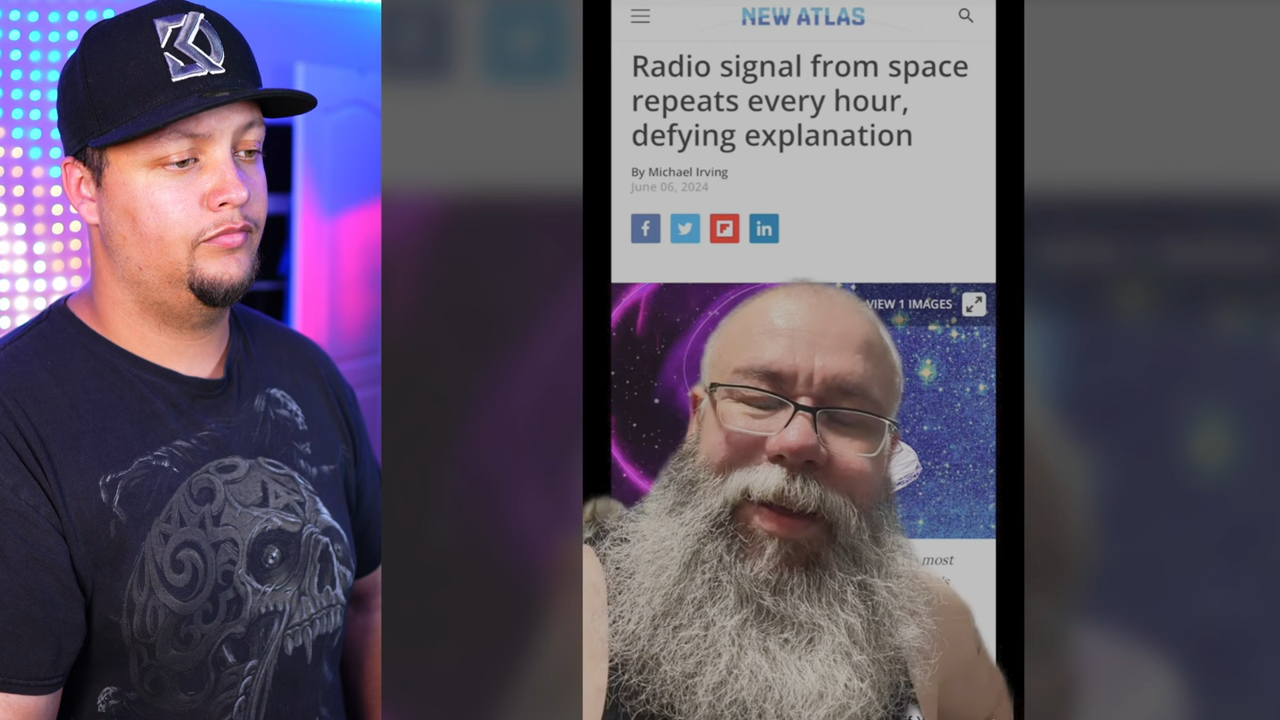 NEW ATLAS
Radio signal from space
repeats every hour,
defying explanation
By Michael Irving
June 06, 2024
f
in
VIEW 1 IMAGES
most